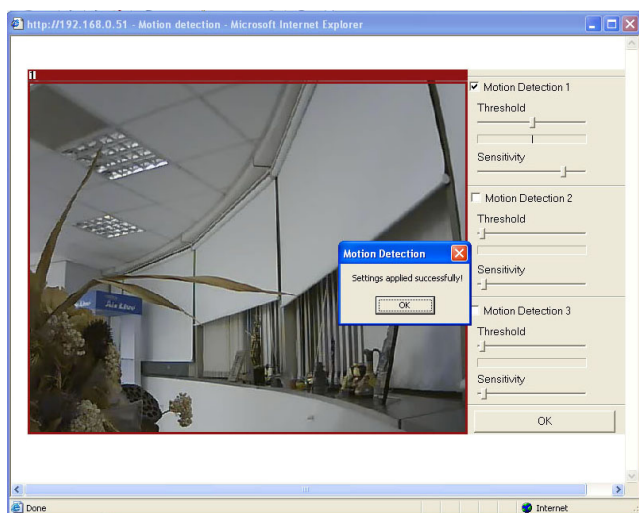 http://192.168.0.51 - Motion detection - Microsoft Internet Explorer
1
Motion Detection 1
Threshold
Sensitivity
Motion Detection 2
Threshold
Sensitivity
Motion Detection 3
Threshold
Sensitivity
OK
Motion Detection
Settings applied successfully!
OK
Done
Internet